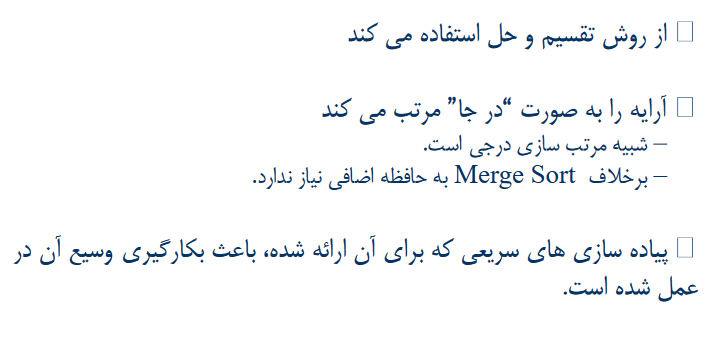 □ از روش تقسیم و حل استفاده می کند
□ آرایه را به صورت “در جا” مرتب می کند
– شبیه مرتب سازی درجی است.
– برخلاف Merge Sort به حافظه اضافی نیاز ندارد.
□ پیاده سازی های سریعی که برای آن ارائه شده، باعث بکارگیری وسیع آن در
عمل شده است.